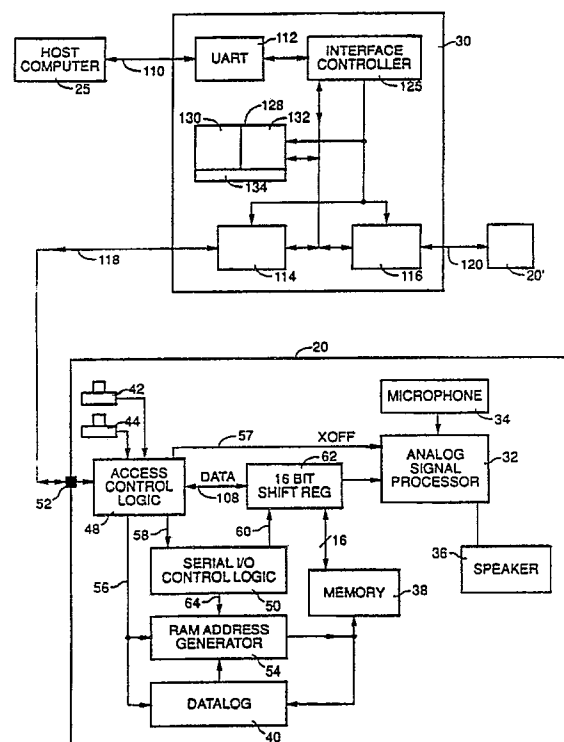 HOST
COMPUTER
25
110
UART
112
INTERFACE
CONTROLLER
125
30
130
128
132
134
118
114
116
120
20'
20
42
44
MICROPHONE
34
57
XOFF
62
52
ACCESS
CONTROL
LOGIC
48
DATA
108
16 BIT
SHIFT REG
ANALOG
SIGNAL
PROCESSOR
32
58
60
16
56
SERIAL I/O
CONTROL LOGIC
50
MEMORY
38
36
SPEAKER
64
RAM ADDRESS
GENERATOR
54
DATALOG
40